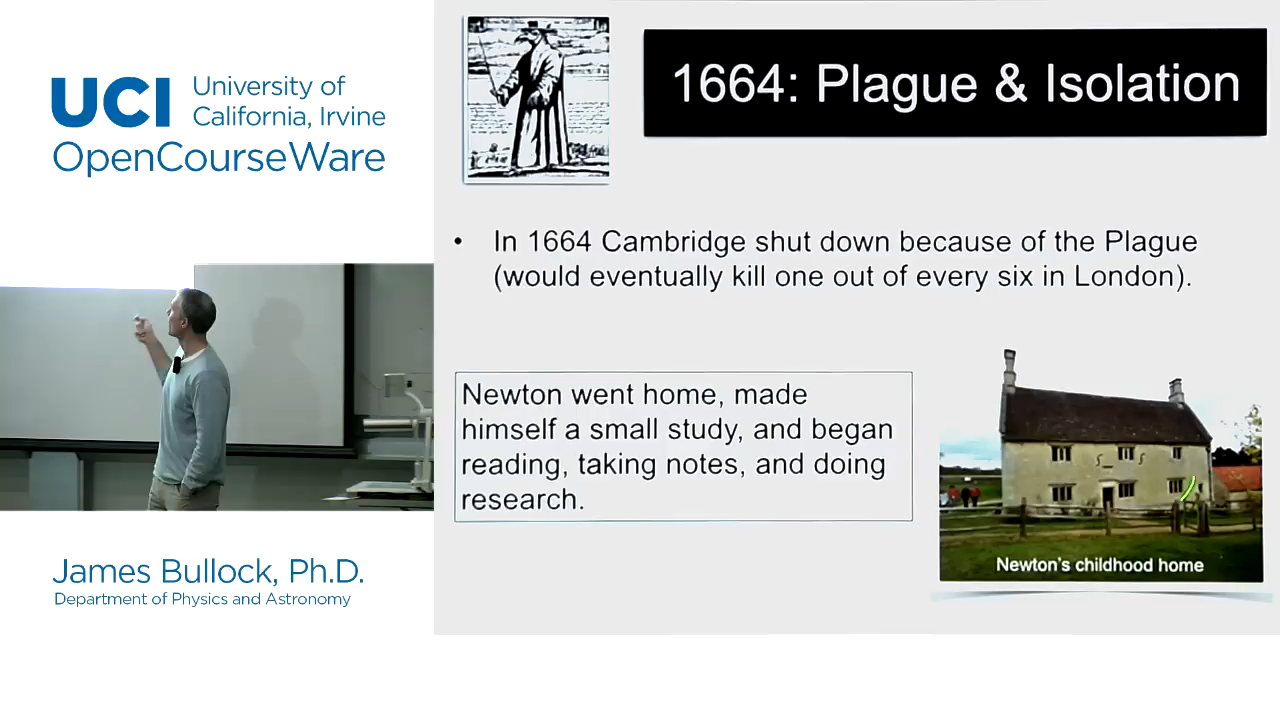 UCI University of
California, Irvine
OpenCourseWare
1664: Plague & Isolation
• In 1664 Cambridge shut down because of the Plague
(would eventually kill one out of every six in London).
Newton went home, made
himself a small study, and began
reading, taking notes, and doing
research.
Newton's childhood home
James Bullock, Ph.D.
Department of Physics and Astronomy